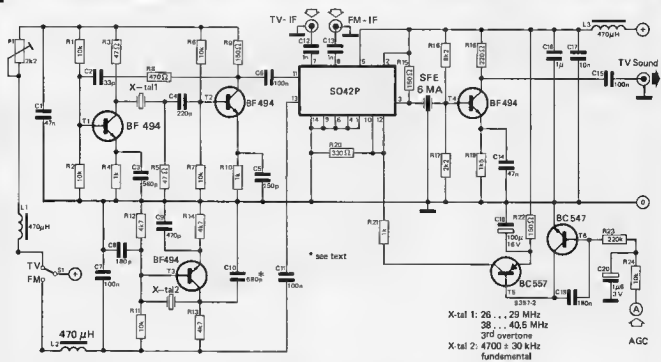 TV-IF
FM-IF
L3
470µH
P1
2k2
R1
10k
R3
47Ω
R6
10k
R9
150Ω
C12
1n
C13
1n
R8
470Ω
C2
33p
X-tal1
C4
220n
T2
BF494
C6
100n
SO42P
R15
150Ω
SFE
6 MA
R16
8k2
R18
220Ω
T4
BF494
C16
1µ
C17
10n
C15
100n
TV Sound
T1
BF 494
C1
47n
R2
10k
R4
1k
C3
560p
R5
47Ω
R7
10k
R10
1k
C5
150p
R20
330Ω
R17
2k2
R19
1k5
C14
47n
0
L1
470µH
TV
FM
S1
R12
4k7
C9
470p
R14
4k7
BF494
T3
C8
180p
C7
100n
X-tal2
C10
680p
*
C11
100n
* see text
R21
1k
C18
100µ
16V
R22
150Ω
BC547
T6
R23
220k
R24
10k
C20
1µ5
3V
BC557
T5
C19
180n
A
AGC
470 µH
L2
R11
10k
R13
4k7
X-tal 1: 26 ... 29 MHz
38 ... 40,5 MHz
3rd overtone
X-tal 2: 4700 ± 30 kHz
fundamental